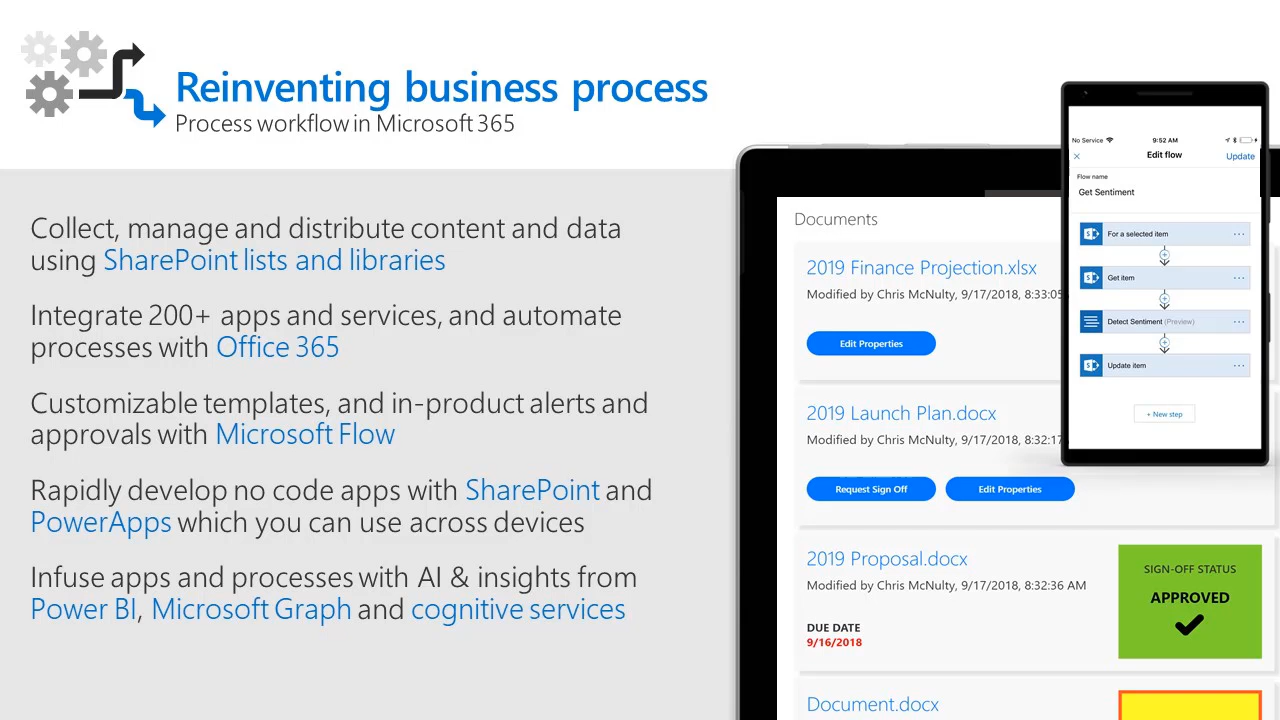 Reinventing business process
Process workflow in Microsoft 365
Collect, manage and distribute content and data
using SharePoint lists and libraries
Integrate 200+ apps and services, and automate
processes with Office 365
Customizable templates, and in-product alerts and
approvals with Microsoft Flow
Rapidly develop no code apps with SharePoint and
PowerApps which you can use across devices
Infuse apps and processes with AI & insights from
Power BI, Microsoft Graph and cognitive services
Documents
2019 Finance Projection.xlsx
Modified by Chris McNulty, 9/17/2018, 8:33:05
Edit Properties
2019 Launch Plan.docx
Modified by Chris McNulty, 9/17/2018, 8:32:17
Request Sign Off
Edit Properties
2019 Proposal.docx
Modified by Chris McNulty, 9/17/2018, 8:32:36 AM
DUE DATE
9/16/2018
SIGN-OFF STATUS
APPROVED
Document.docx
No Service
9:52 AM
Edit flow
Update
Flow name
Get Sentiment
For a selected item
Get item
Detect Sentiment (Preview)
Update item
+ New step